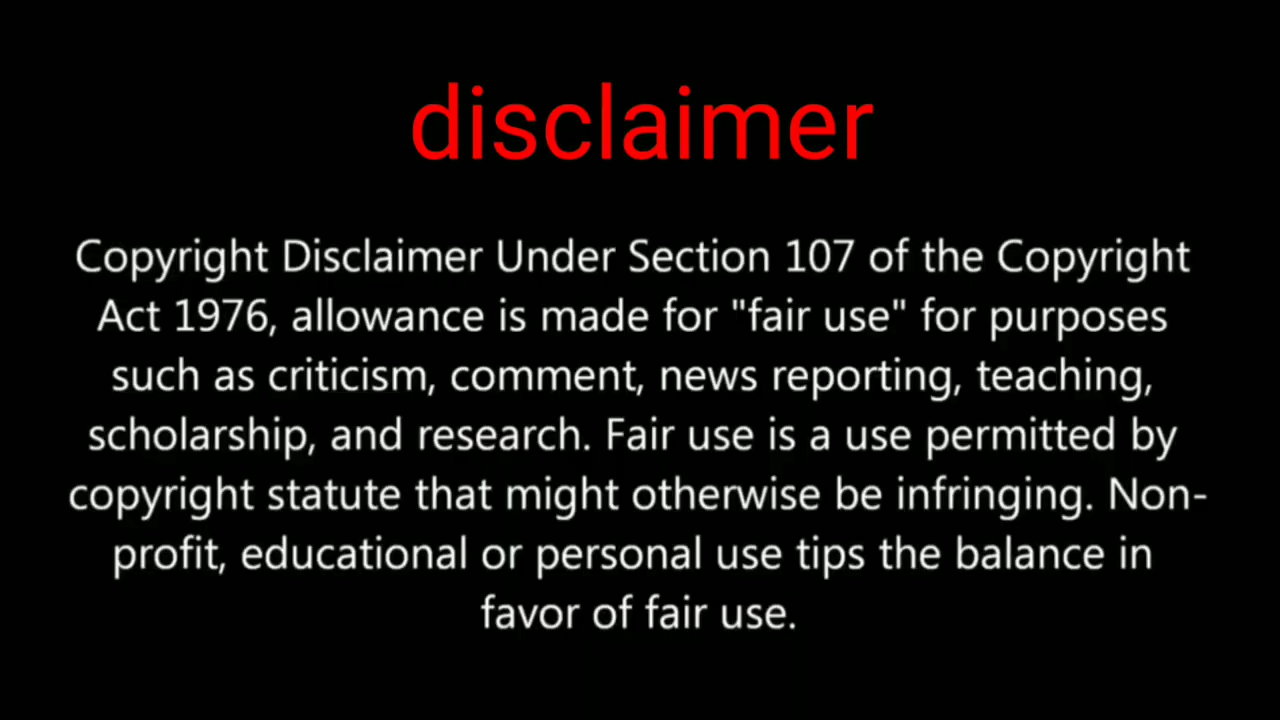 disclaimer
Copyright Disclaimer Under Section 107 of the Copyright
Act 1976, allowance is made for "fair use" for purposes
such as criticism, comment, news reporting, teaching,
scholarship, and research. Fair use is a use permitted by
copyright statute that might otherwise be infringing. Non-
profit, educational or personal use tips the balance in
favor of fair use.